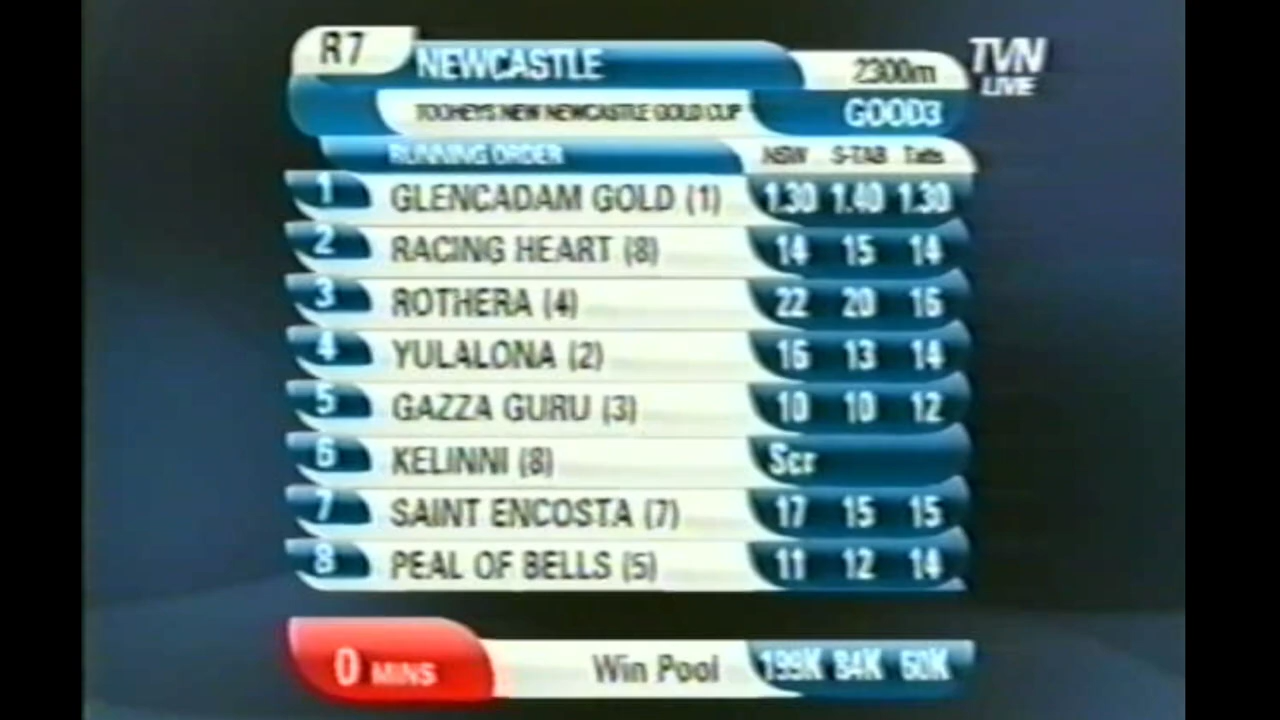 R7 NEWCASTLE 2300m TVN
LIVE
TOOHEYS NEW NEWCASTLE GOLD CUP GOOD3
RUNNING ORDER NSW S-TAB Tatts
1 GLENCADAM GOLD (1) 1.30 1.40 1.30
2 RACING HEART (8) 14 15 14
3 ROTHERA (4) 22 20 16
4 YULALONA (2) 16 13 14
5 GAZZA GURU (3) 10 10 12
6 KELINNI (8) Scr
7 SAINT ENCOSTA (7) 17 15 15
8 PEAL OF BELLS (5) 11 12 14
0 MINS Win Pool 199K 84K 60K